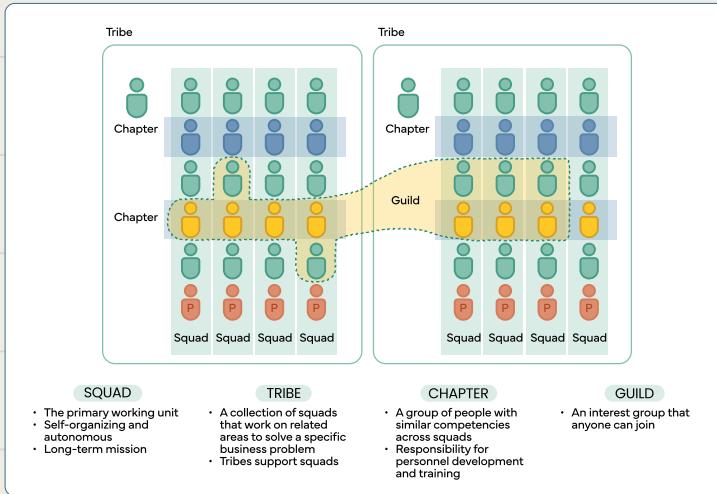 Tribe
Tribe
Chapter
Chapter
Guild
Chapter
P P P P
P P P P
Squad Squad Squad Squad
Squad Squad Squad Squad
SQUAD
• The primary working unit
• Self-organizing and
autonomous
• Long-term mission
TRIBE
• A collection of squads
that work on related
areas to solve a specific
business problem
• Tribes support squads
CHAPTER
• A group of people with
similar competencies
across squads
• Responsibility for
personnel development
and training
GUILD
• An interest group that
anyone can join